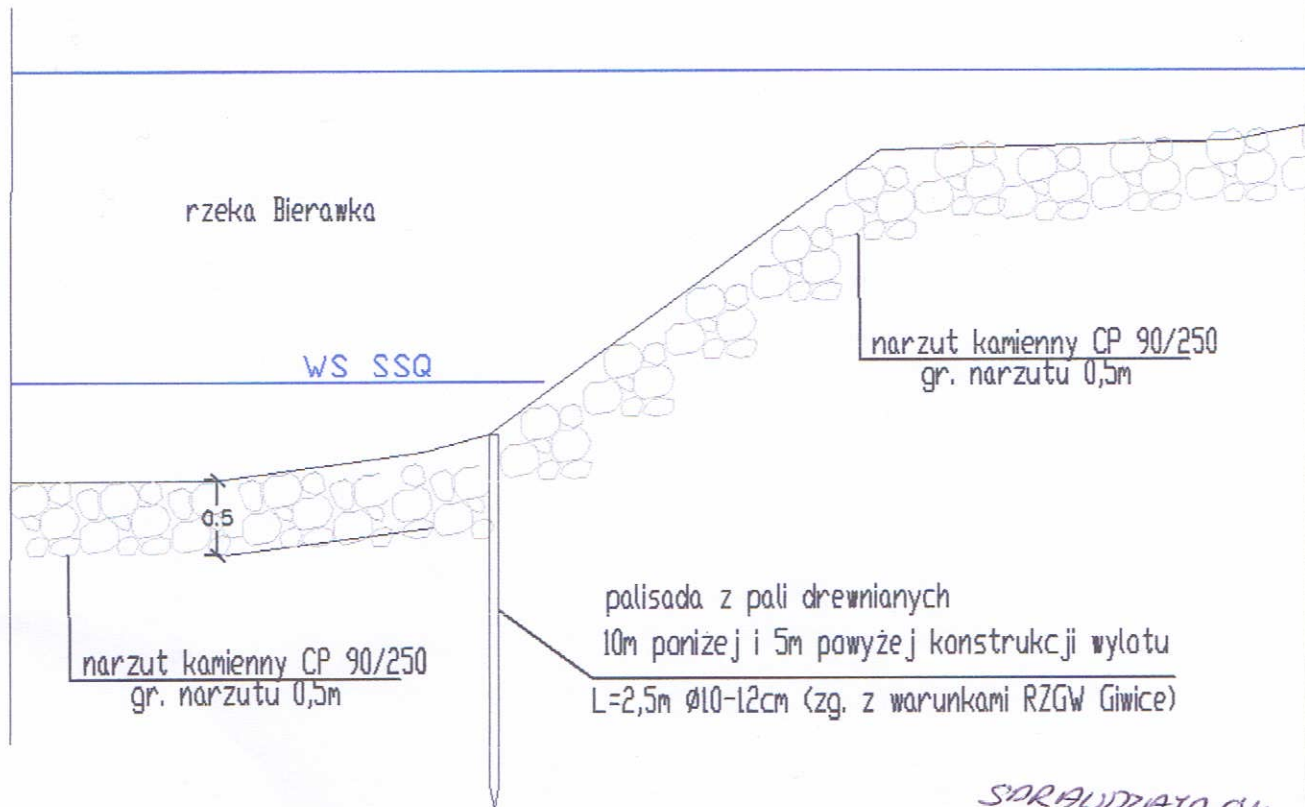 rzeka Bierawka
WS SSQ
narzut kamienny CP 90/250
gr. narzutu 0,5m
0.5
narzut kamienny CP 90/250
gr. narzutu 0,5m
palisada z pali drewnianych
10m poniżej i 5m powyżej konstrukcji wylotu
L=2,5m Ø10-12cm (zg. z warunkami RZGW Giwice)